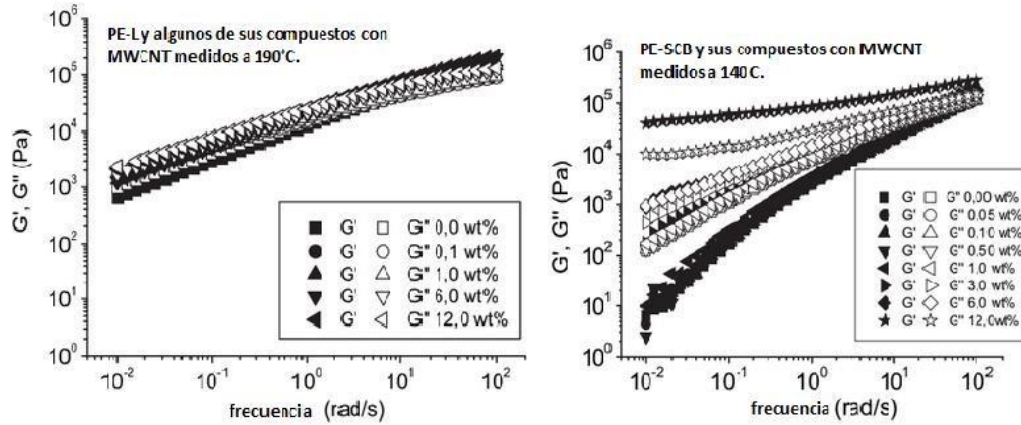 PE-L y algunos de sus compuestos con
MWCNT medidos a 190°C.
G', G'' (Pa)
10^6
10^5
10^4
10^3
10^2
10^1
10^0
G' G'' 0,0 wt%
G' G'' 0,1 wt%
G' G'' 1,0 wt%
G' G'' 6,0 wt%
G' G'' 12,0 wt%
10^-2 10^-1 10^0 10^1 10^2
frecuencia (rad/s)
PE-SCB y sus compuestos con MWCNT
medidos a 140C.
G', G'' (Pa)
10^6
10^5
10^4
10^3
10^2
10^1
10^0
G' G'' 0,00 wt%
G' G'' 0.05 wt%
G' G'' 0.10 wt%
G' G'' 0,50 wt%
G' G'' 1,0 wt%
G' G'' 3,0 wt%
G' G'' 6,0 wt%
G' G'' 12,0wt%
10^-2 10^-1 10^0 10^1 10^2
frecuencia (rad/s)